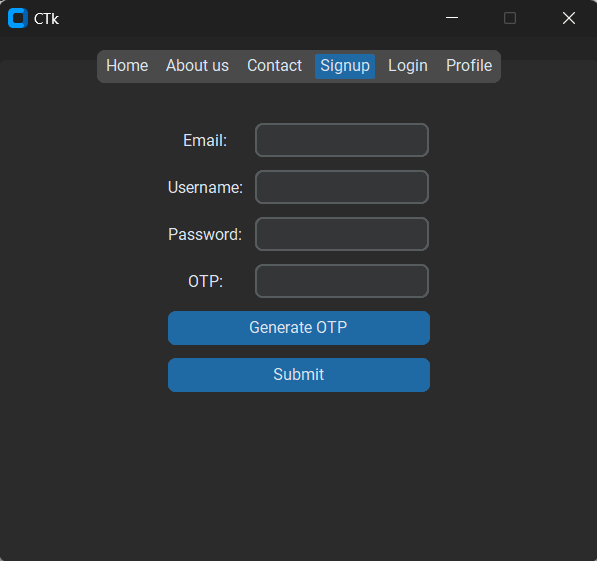 CTk
Home About us Contact Signup Login Profile
Email:
Username:
Password:
OTP:
Generate OTP
Submit